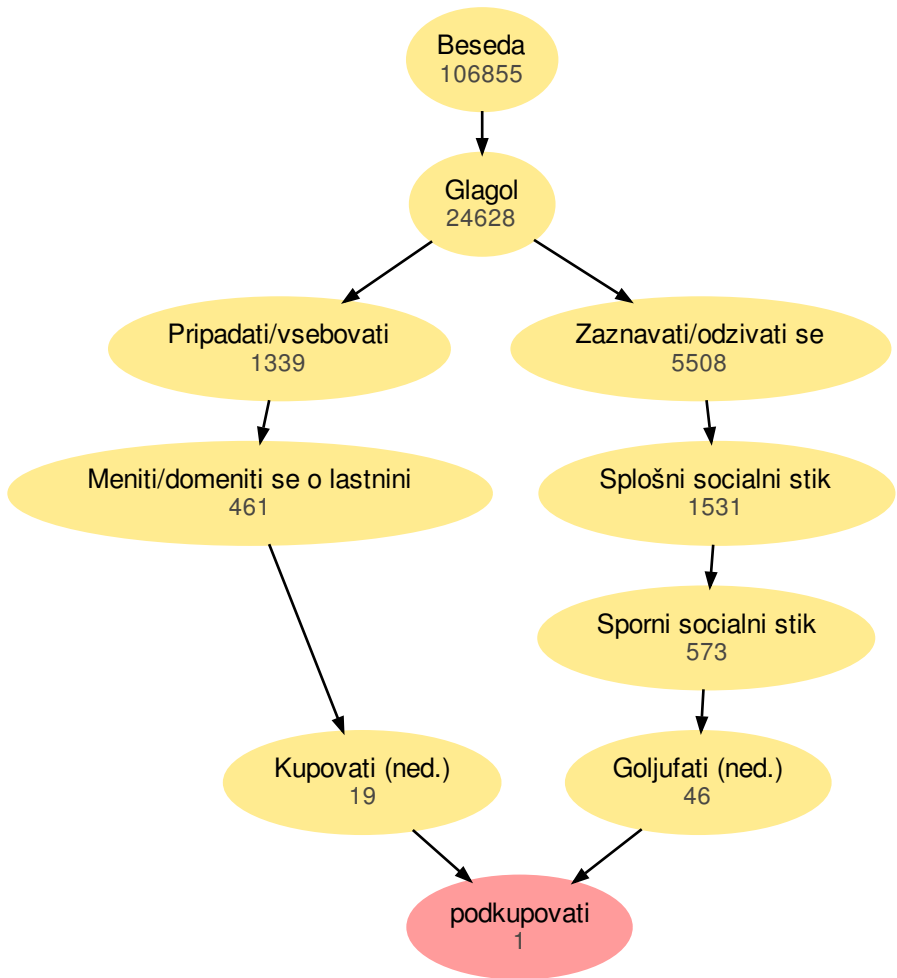 Beseda
106855
Glagol
24628
Pripadati/vsebovati
1339
Zaznavati/odzivati se
5508
Meniti/domeniti se o lastnini
461
Splošni socialni stik
1531
Sporni socialni stik
573
Kupovati (ned.)
19
Goljufati (ned.)
46
podkupovati
1